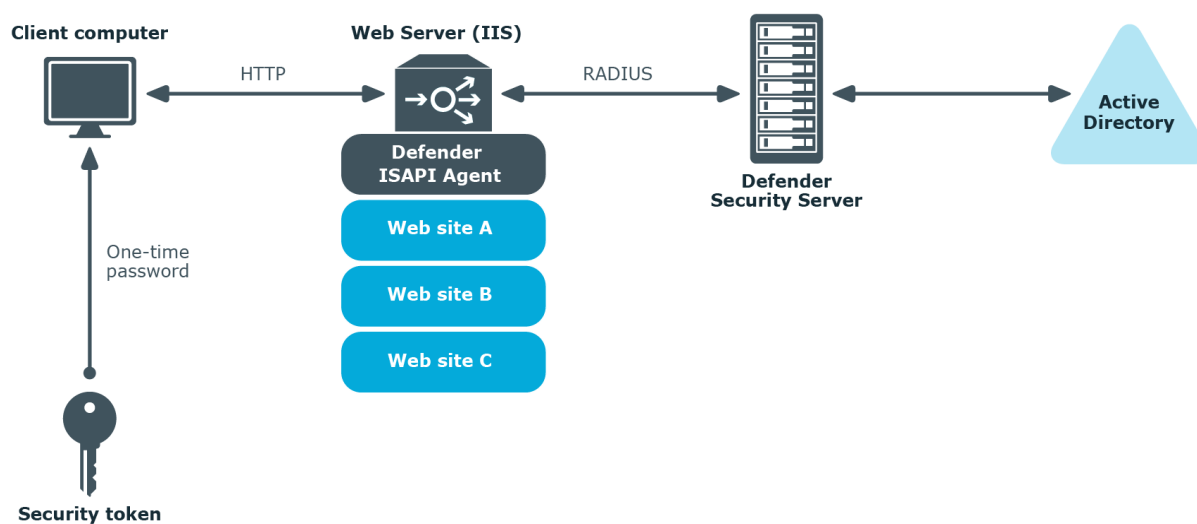 Client computer
Web Server (IIS)
HTTP
RADIUS
Active
Directory
Defender
ISAPI Agent
Defender
Security Server
Web site A
One-time
password
Web site B
Web site C
Security token